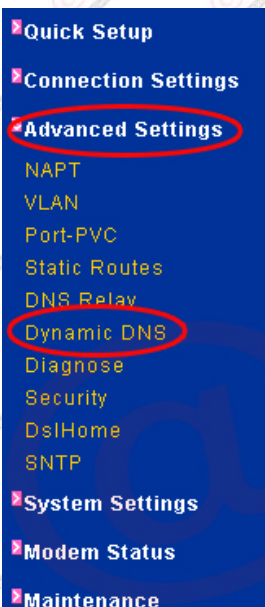 Quick Setup
Connection Settings
Advanced Settings
NAPT
VLAN
Port-PVC
Static Routes
DNS Relay
Dynamic DNS
Diagnose
Security
DslHome
SNTP
System Settings
Modem Status
Maintenance